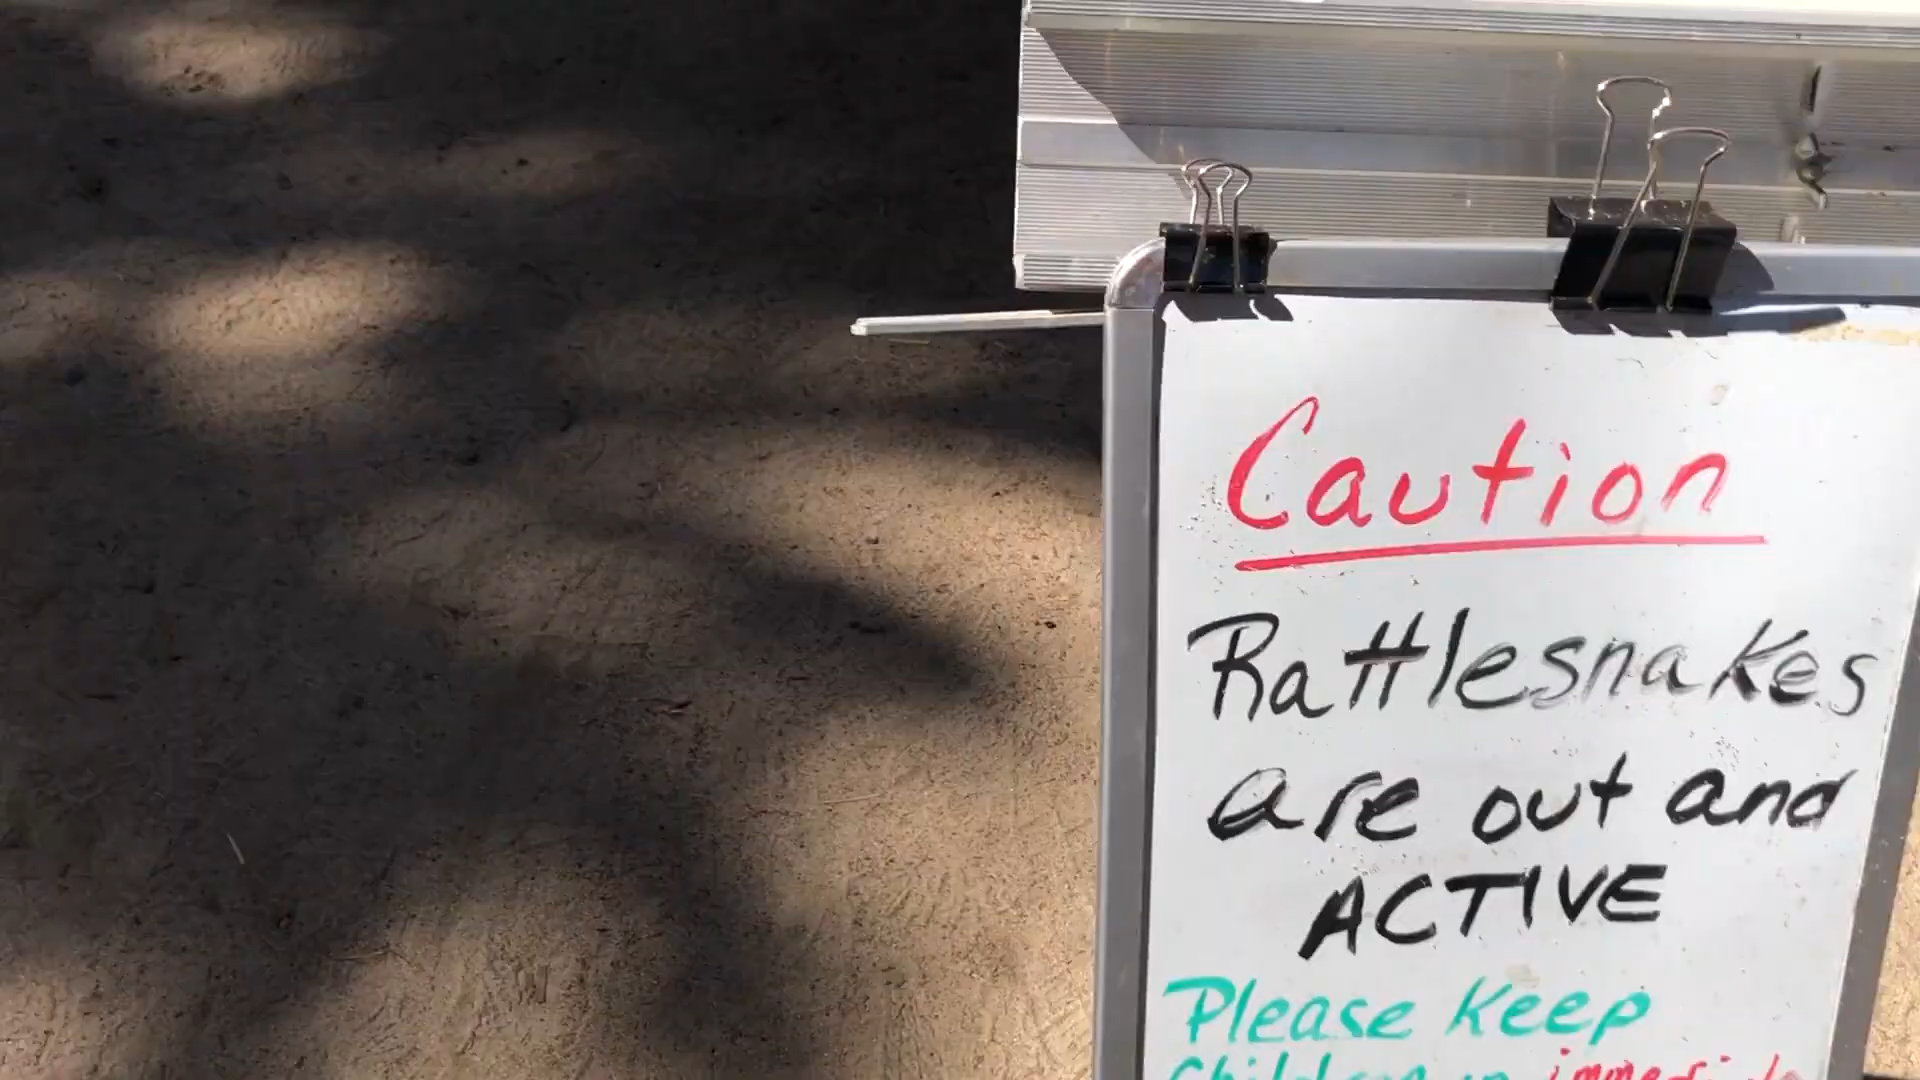 Caution
Rattlesnakes
are out and
ACTIVE
Please Keep